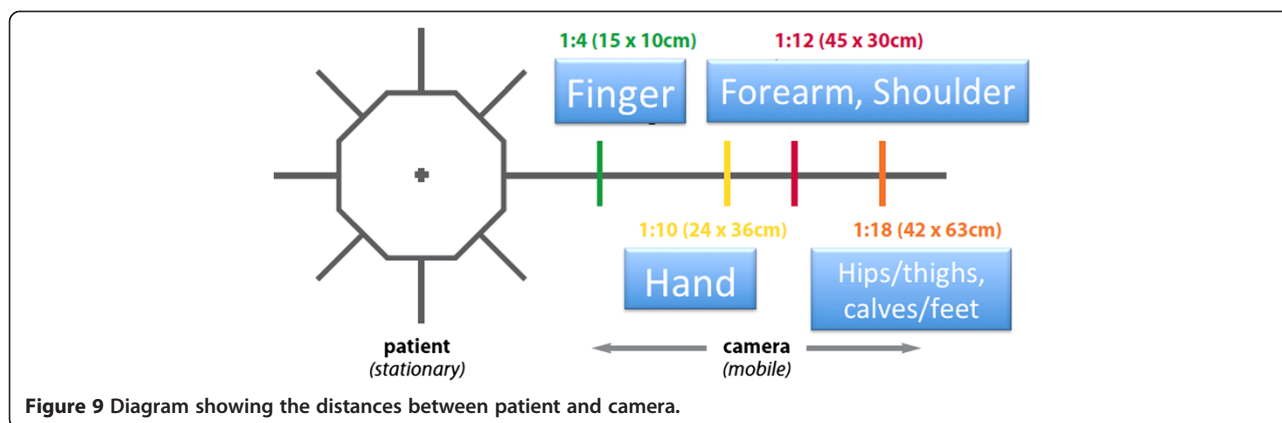 1:4 (15 x 10cm)
Finger
1:12 (45 x 30cm)
Forearm, Shoulder
1:10 (24 x 36cm)
Hand
1:18 (42 x 63cm)
Hips/thighs,
calves/feet
patient
(stationary)
camera
(mobile)
Figure 9 Diagram showing the distances between patient and camera.